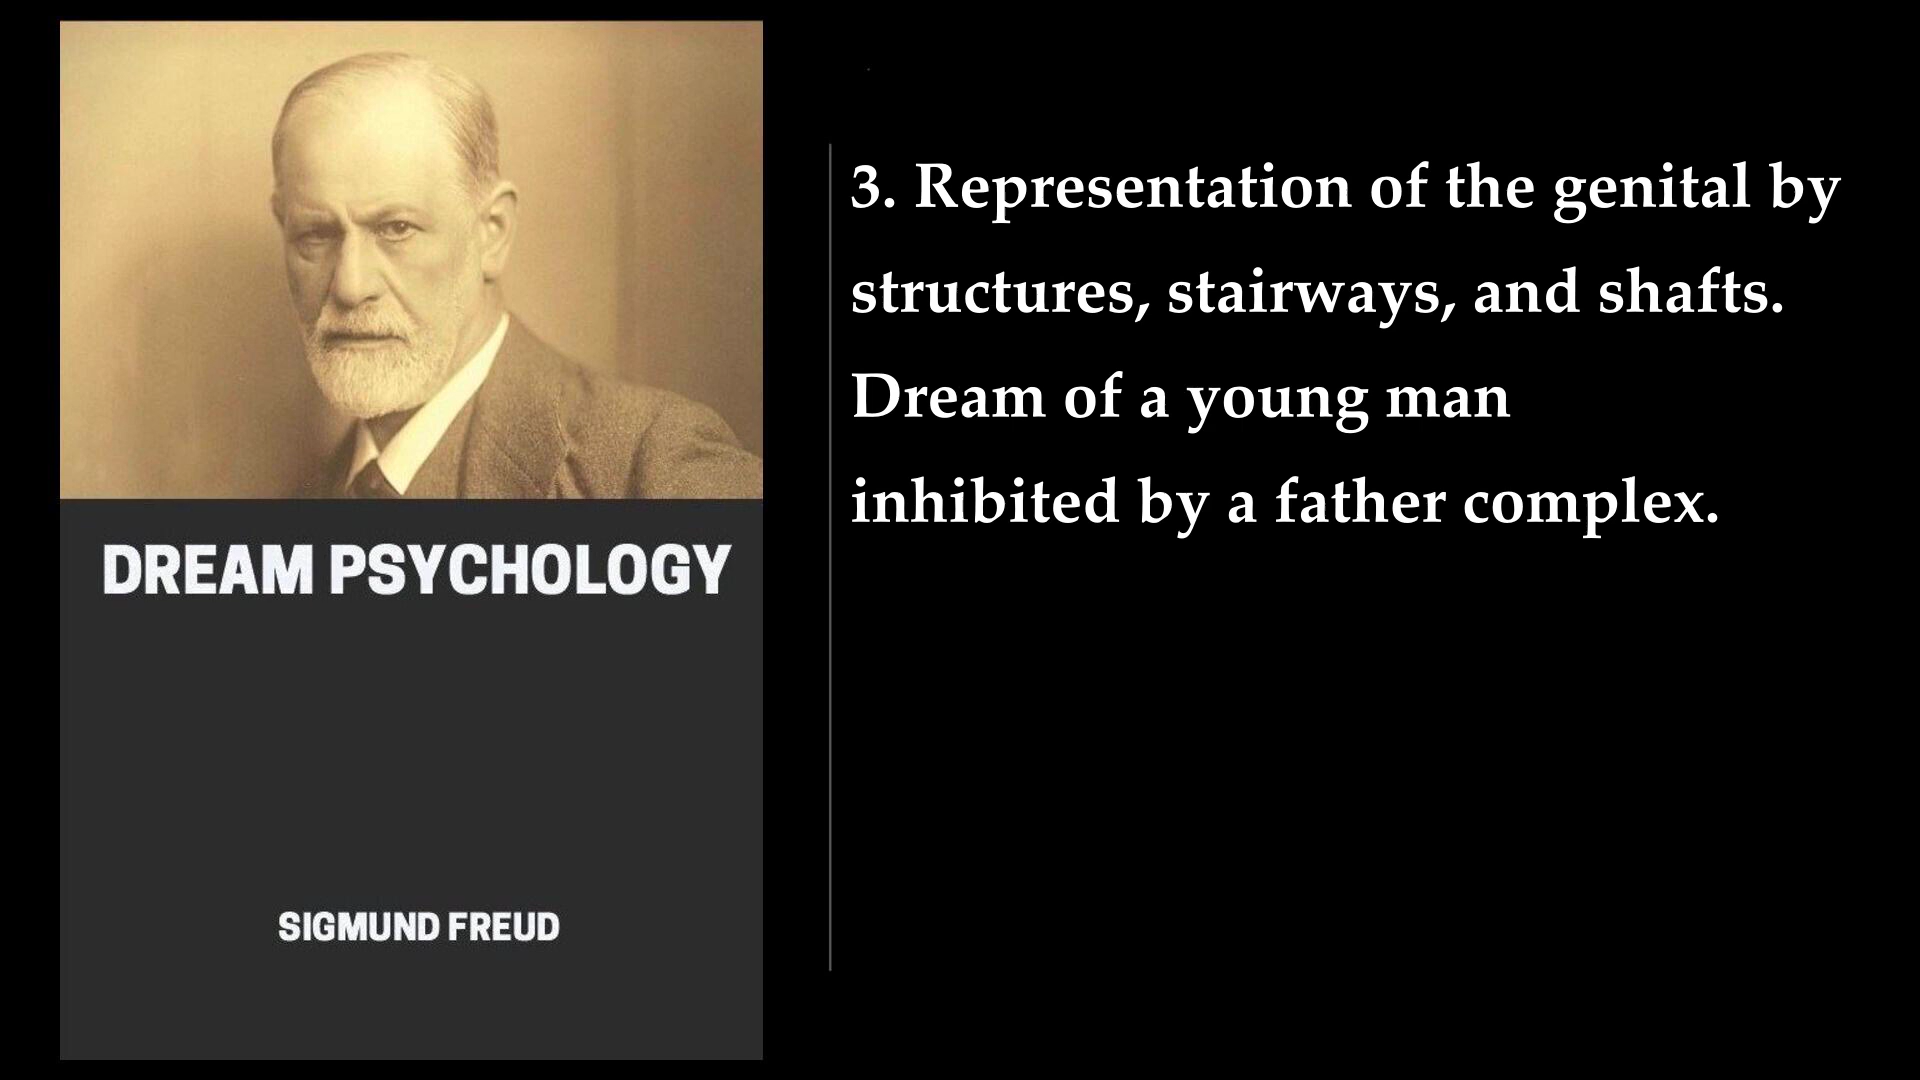 DREAM PSYCHOLOGY
SIGMUND FREUD
3. Representation of the genital by
structures, stairways, and shafts.
Dream of a young man
inhibited by a father complex.